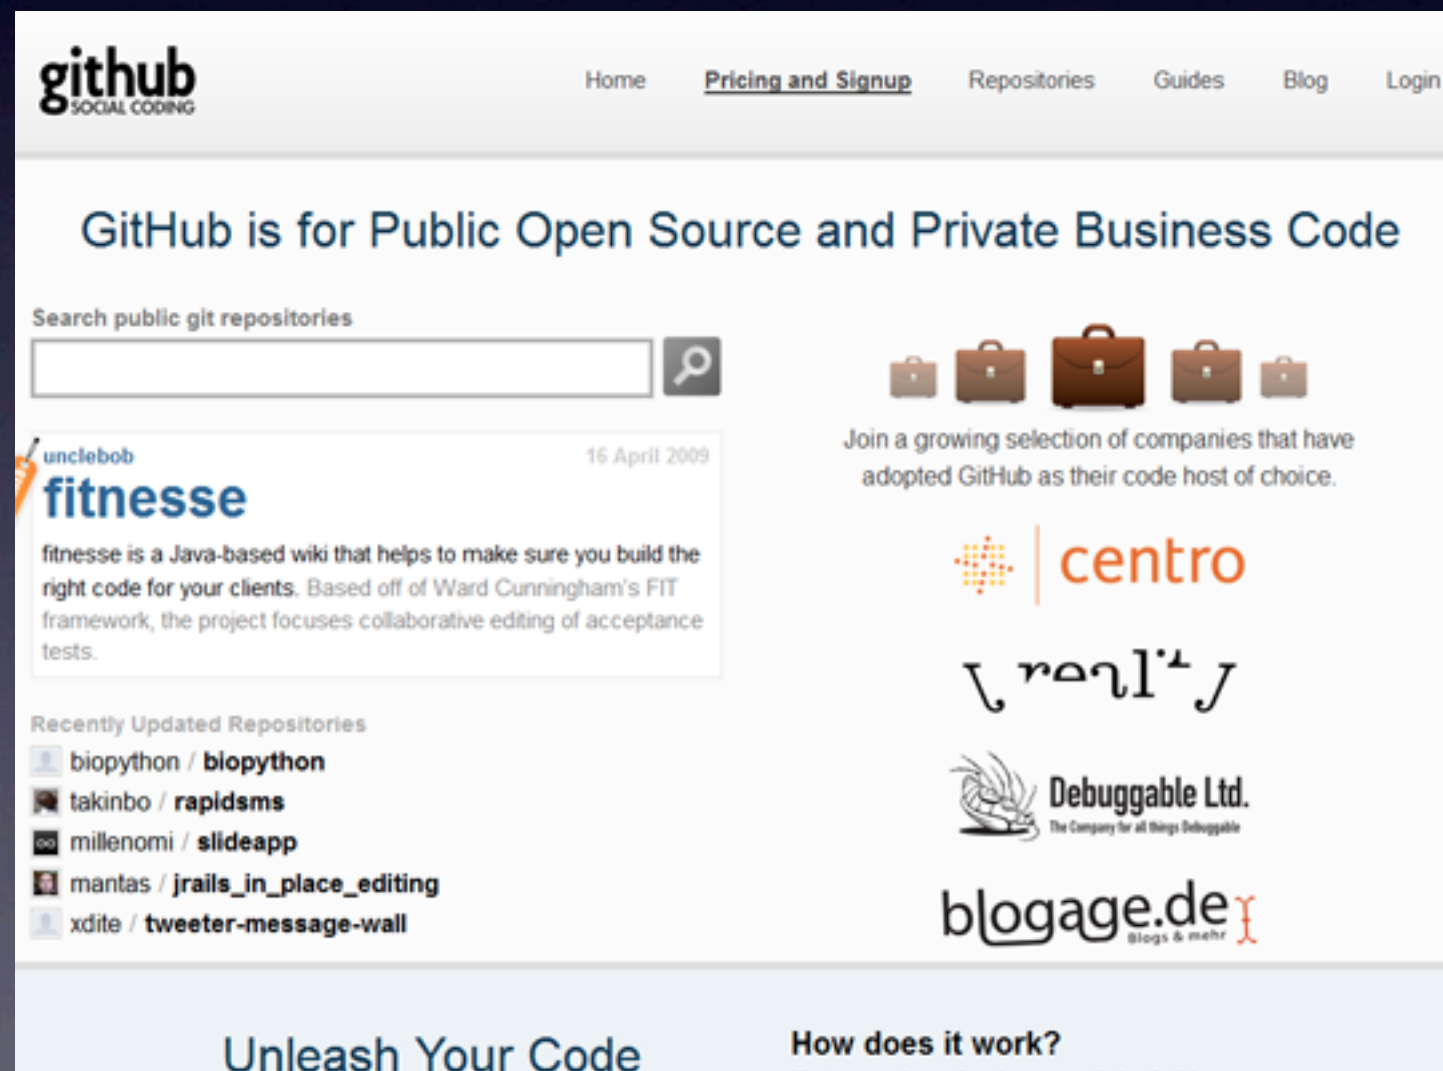 github
SOCIAL CODING
Home Pricing and Signup Repositories Guides Blog Login
GitHub is for Public Open Source and Private Business Code
Search public git repositories
unclebob 16 April 2009
fitnesse
fitnesse is a Java-based wiki that helps to make sure you build the
right code for your clients. Based off of Ward Cunningham's FIT
framework, the project focuses collaborative editing of acceptance
tests.
Recently Updated Repositories
biopython / biopython
takinbo / rapidsms
millenomi / slideapp
mantas / jrails_in_place_editing
xdite / tweeter-message-wall
Join a growing selection of companies that have
adopted GitHub as their code host of choice.
centro
Debuggable Ltd.
The Company for all things Debuggable
blogage.de
Blogs & mehr
Unleash Your Code
How does it work?